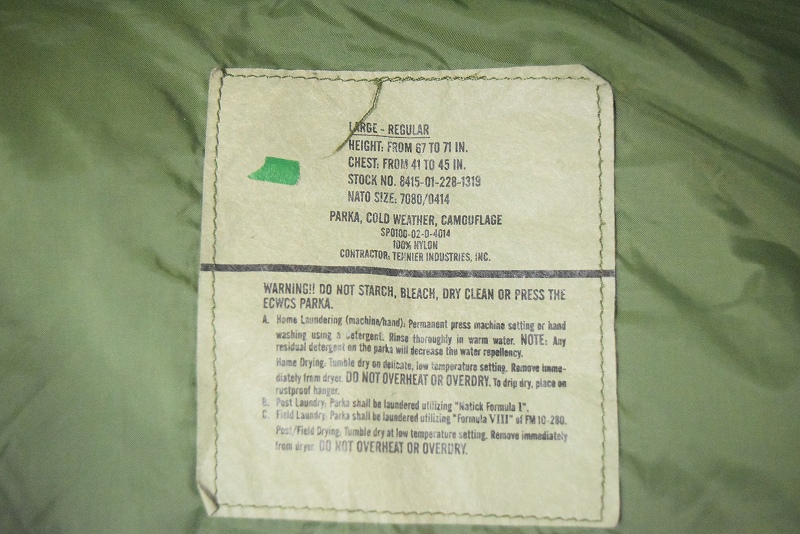 LARGE - REGULAR
HEIGHT: FROM 67 TO 71 IN.
CHEST: FROM 41 TO 45 IN.
STOCK NO. 8415-01-228-1319
NATO SIZE: 7080/0414
PARKA, COLD WEATHER, CAMOUFLAGE
SPO100-02-D-4014
100% NYLON
CONTRACTOR: TENNIER INDUSTRIES, INC.
WARNING!! DO NOT STARCH, BLEACH, DRY CLEAN OR PRESS THE
ECWCS PARKA.
A. Home Laundering (machine/hand): Permanent press machine setting or hand
washing using a detergent. Rinse thoroughly in warm water. NOTE: Any
residual detergent on the parka will decrease the water repellency.
Home Drying: Tumble dry on delicate, low temperature setting. Remove imme-
diately from dryer. DO NOT OVERHEAT OR OVERDRY. To drip dry, place on
rustproof hanger.
B. Post Laundry: Parka shall be laundered utilizing "Natick Formula I".
C. Field Laundry: Parka shall be laundered utilizing "Formula VIII" of FM 10-280.
Post/Field Drying: Tumble dry at low temperature setting. Remove immediately
from dryer. DO NOT OVERHEAT OR OVERDRY.